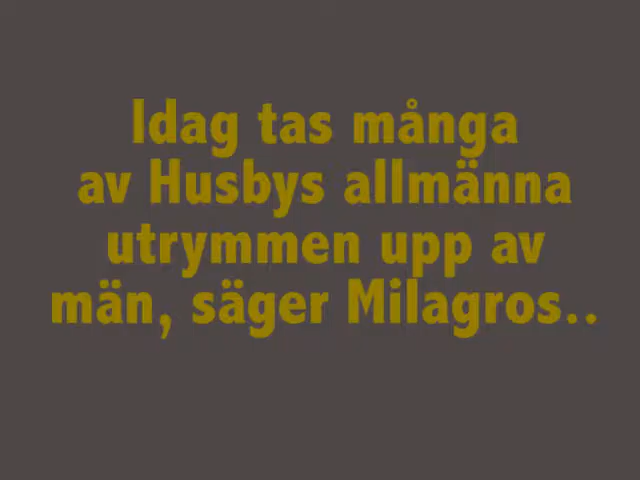 Idag tas många
av Husbys allmänna
utrymmen upp av
män, säger Milagros..